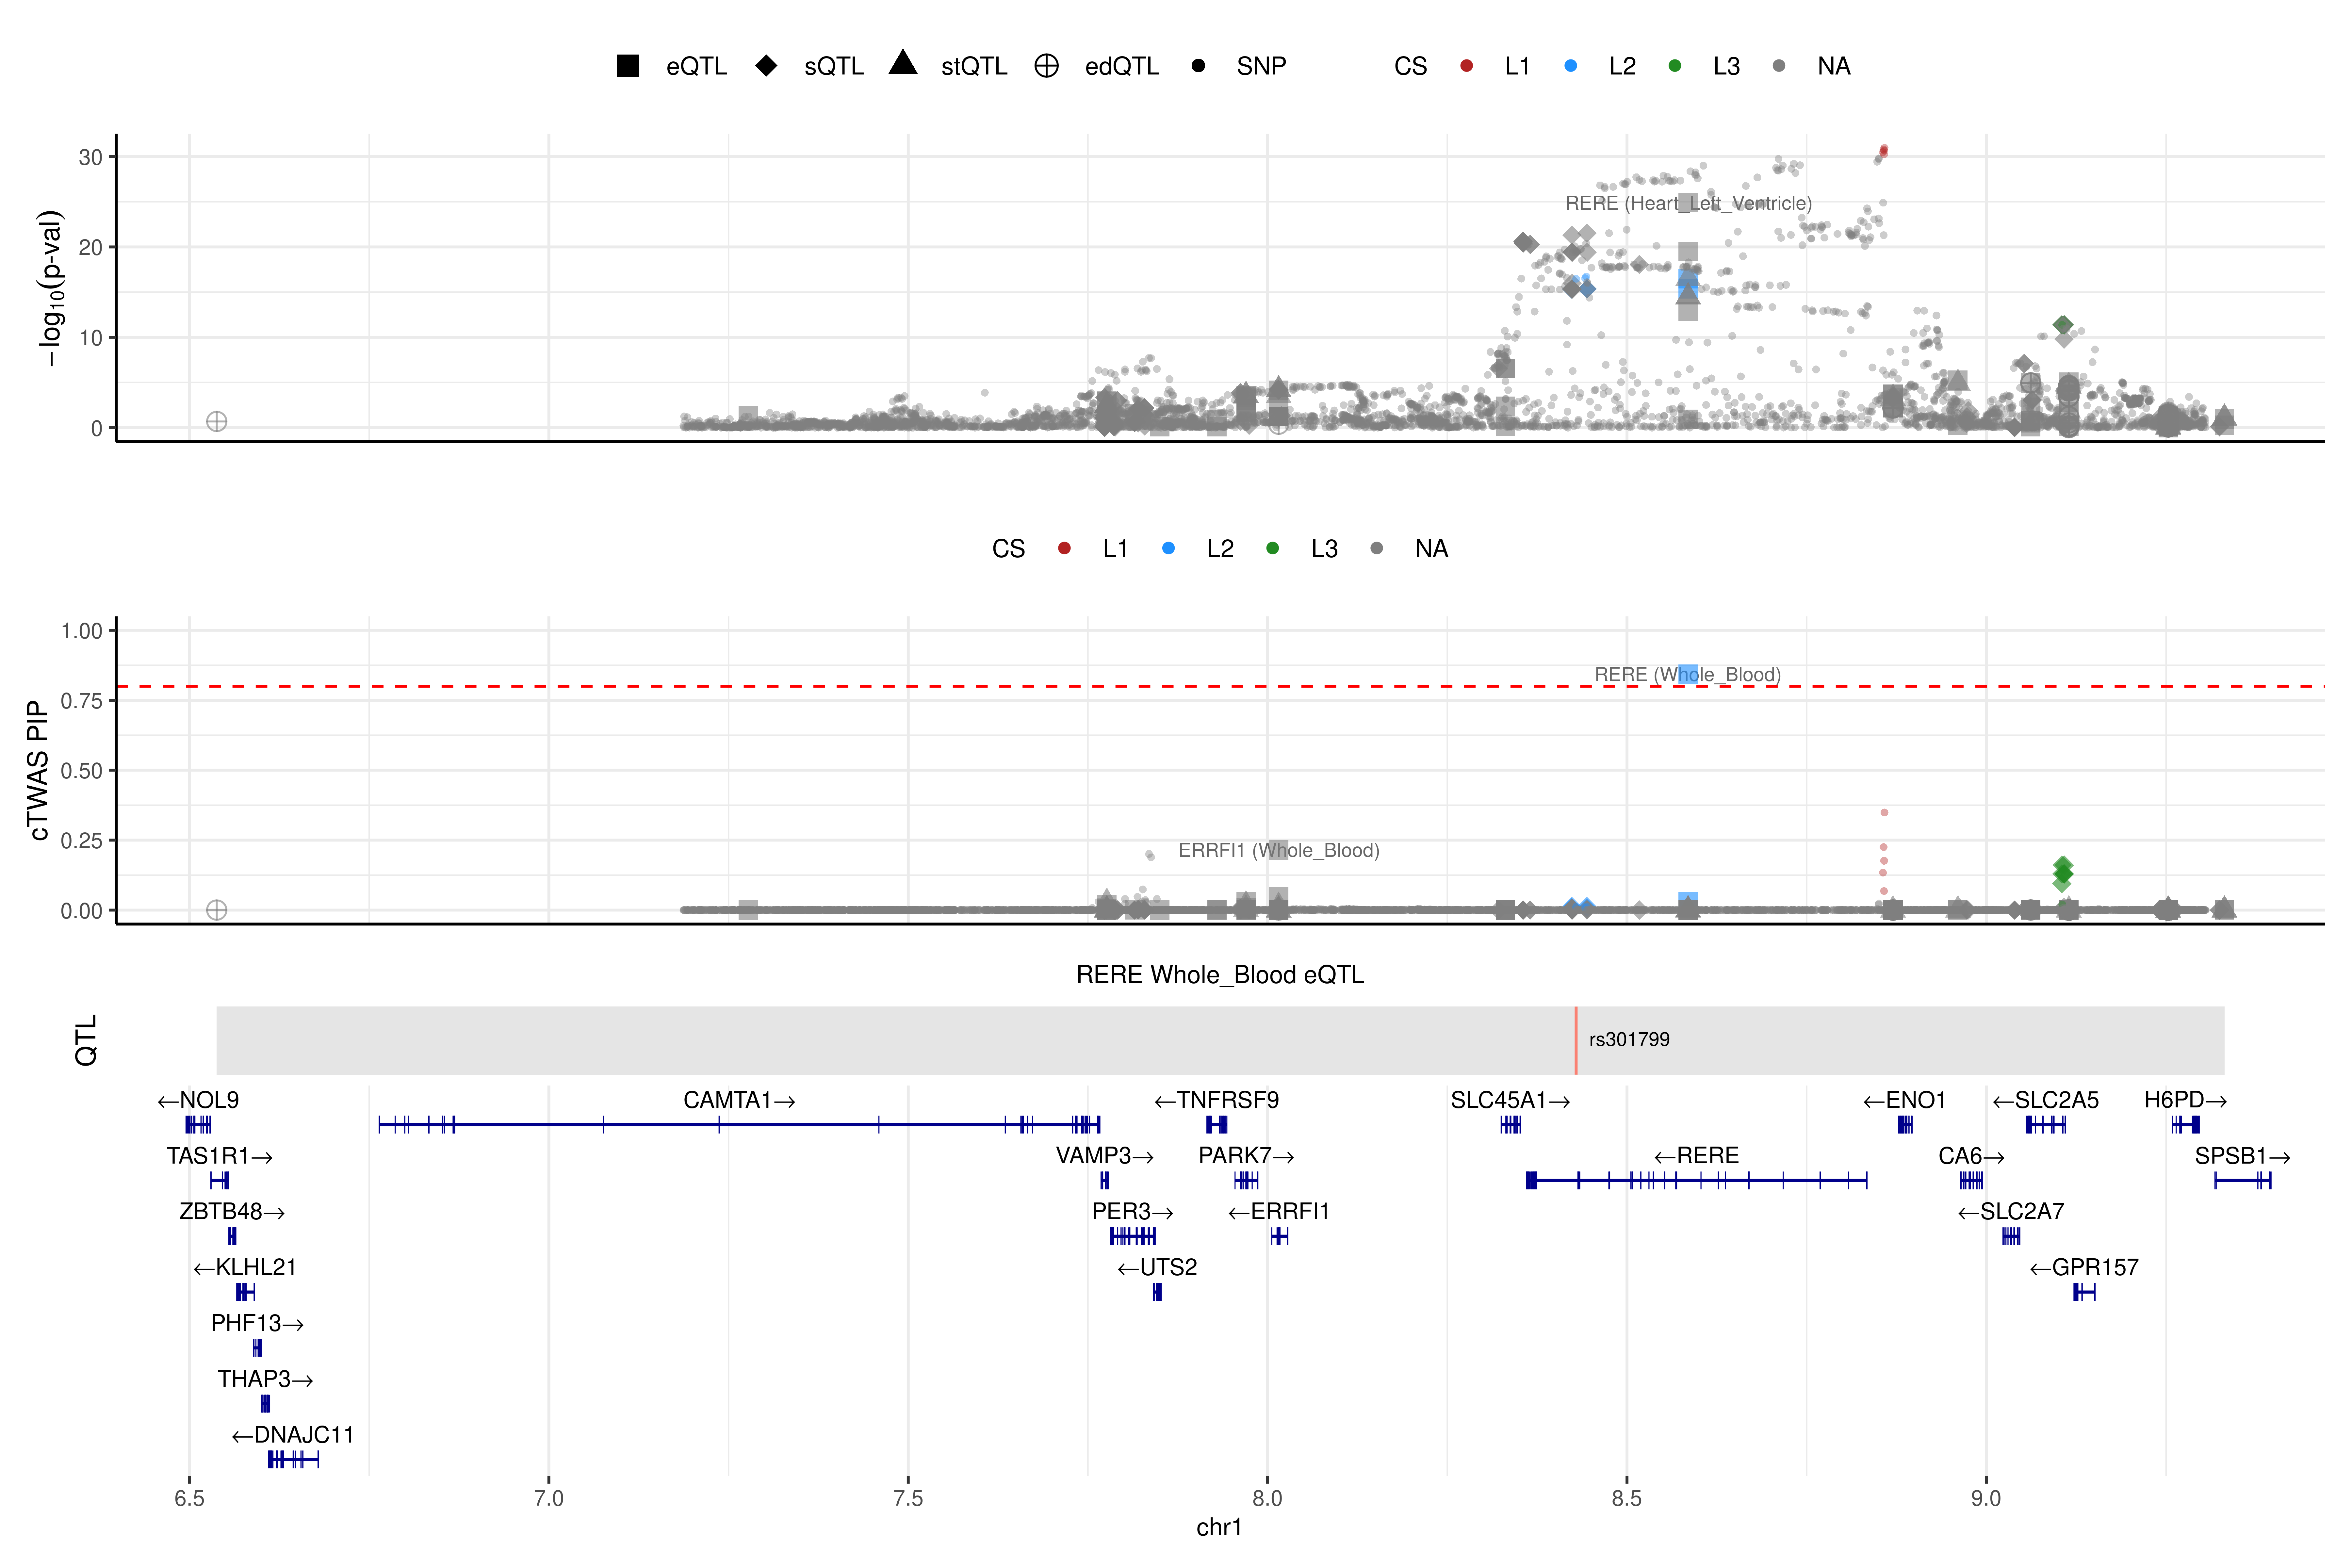 eQTL sQTL stQTL edQTL SNP CS L1 L2 L3 NA
−log10(p-val)
30
20
10
0
RERE (Heart_Left_Ventricle)
CS L1 L2 L3 NA
cTWAS PIP
1.00
0.75
0.50
0.25
0.00
RERE (Whole_Blood)
ERRFI1 (Whole_Blood)
RERE Whole_Blood eQTL
QTL
rs301799
←NOL9 CAMTA1→ ←TNFRSF9 SLC45A1→ ←ENO1 ←SLC2A5 H6PD→
TAS1R1→ VAMP3→ PARK7→ ←RERE CA6→ SPSB1→
ZBTB48→ PER3→ ←ERRFI1 ←SLC2A7
←KLHL21 ←UTS2 ←GPR157
PHF13→
THAP3→
←DNAJC11
6.5 7.0 7.5 8.0 8.5 9.0
chr1